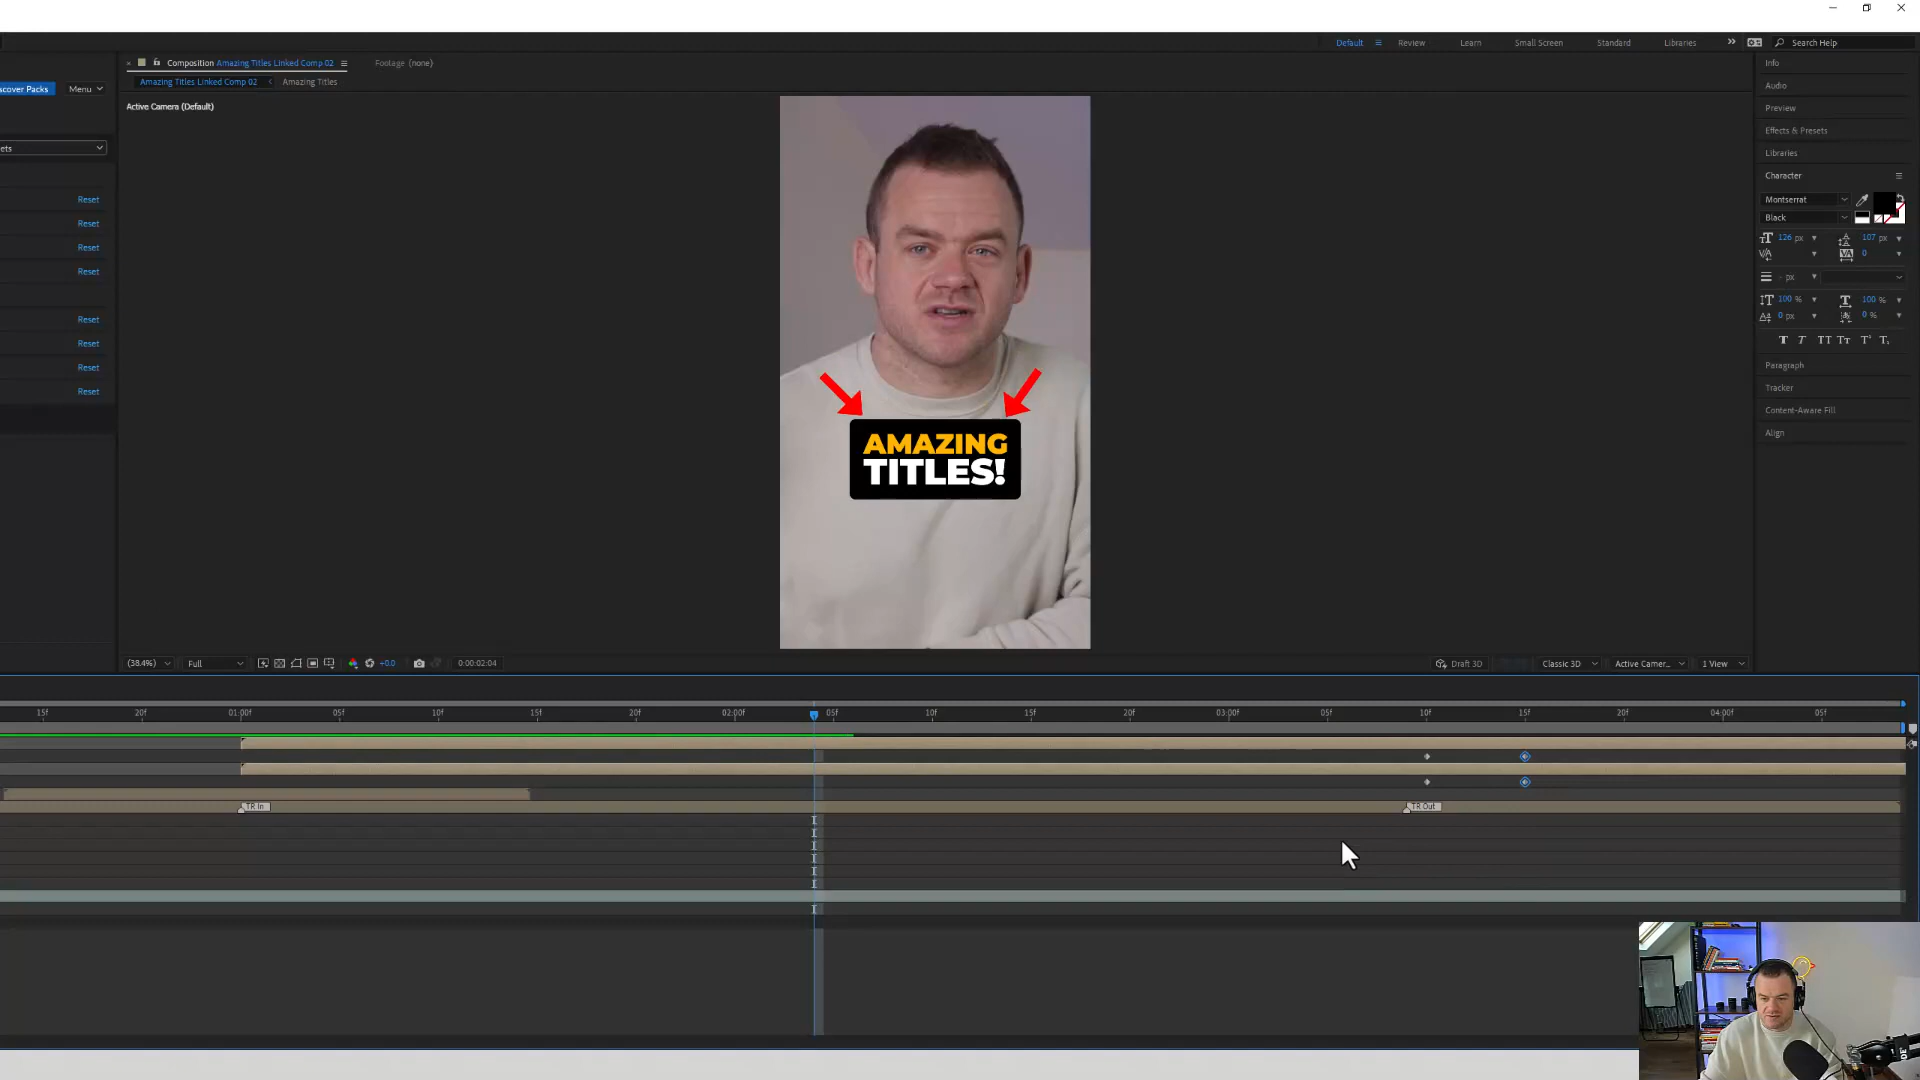 Default
Review
Learn
Small Screen
Standard
Libraries
Search Help
Composition Amazing Titles Linked Comp 02
Footage (none)
Info
Amazing Titles Linked Comp 02
Amazing Titles
Audio
Menu
Active Camera (Default)
Preview
Effects & Presets
Libraries
Character
Reset
Montserrat
Black
Reset
126 px
107 px
Reset
0
Reset
- px
100 %
100 %
0 px
0 %
Reset
Reset
Paragraph
Reset
Tracker
Reset
Content-Aware Fill
Align
AMAZING
TITLES!
(38.4%)
Full
+0.0
0:00:02:04
Draft 3D
Classic 3D
Active Camer...
1 View
15f
20f
01:00f
05f
10f
15f
20f
02:00f
05f
10f
15f
20f
03:00f
05f
10f
15f
20f
04:00f
05f
TR In
TR Out